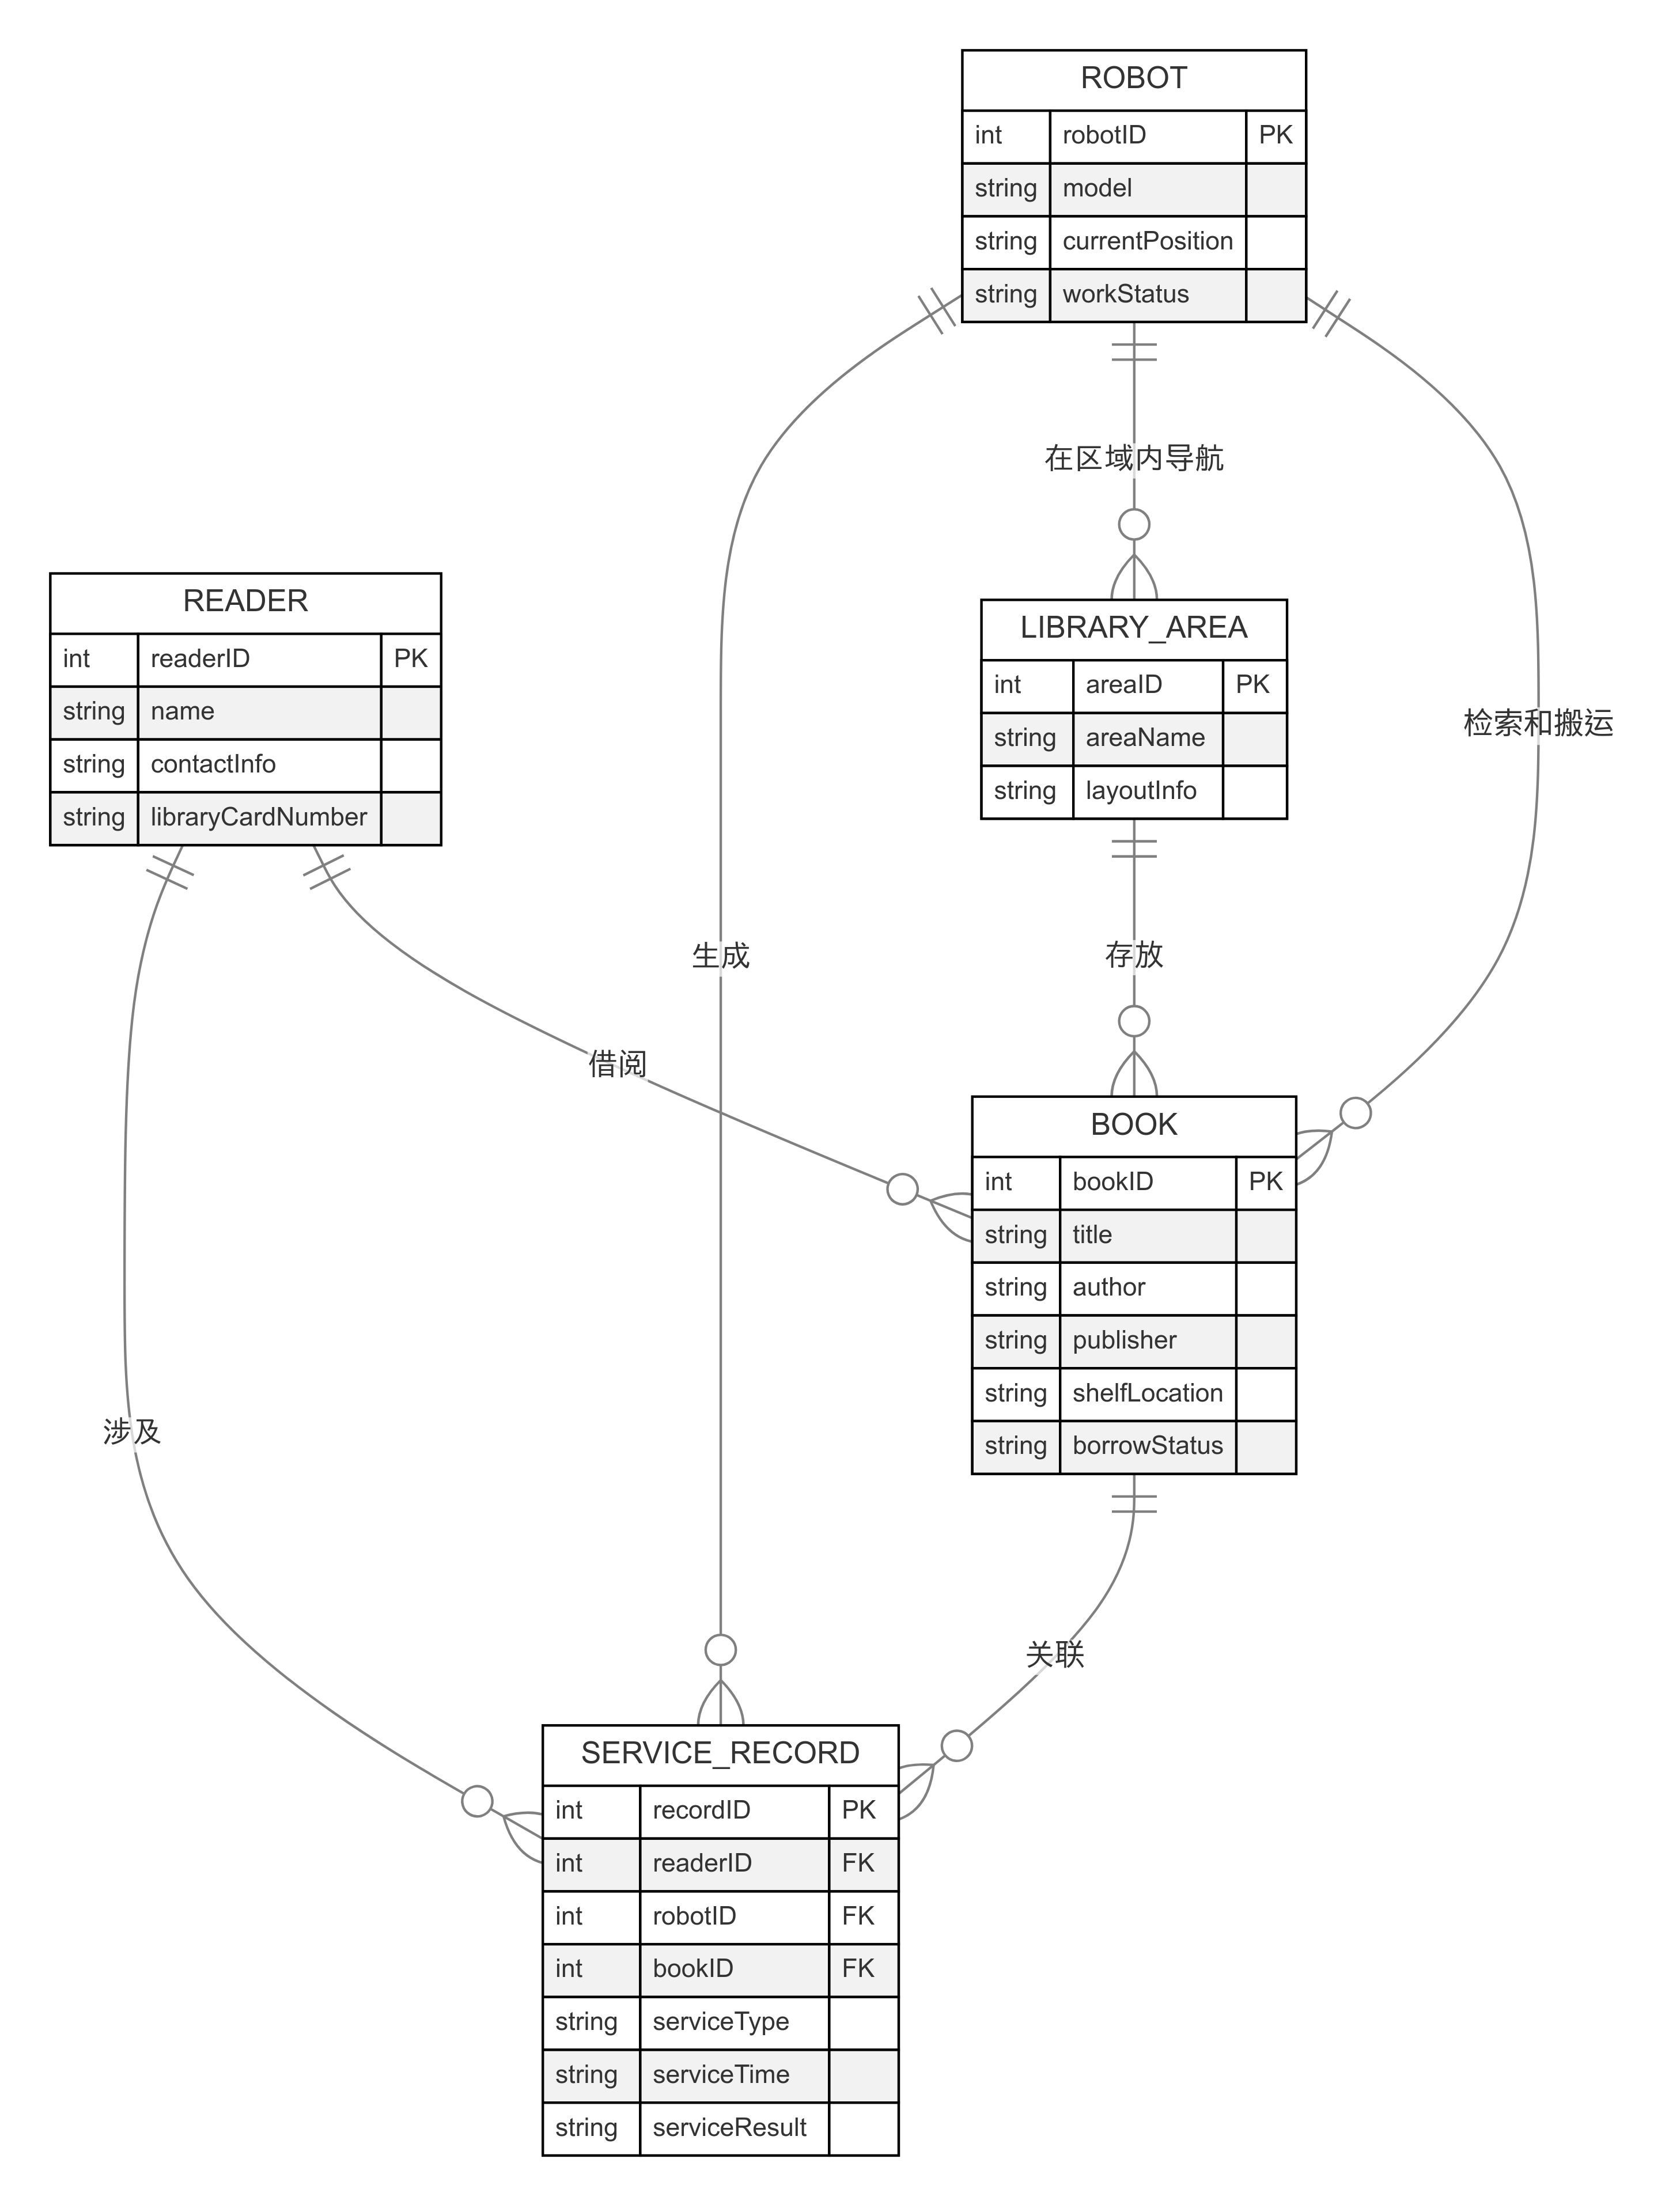 ROBOT
int robotID PK
string model
string currentPosition
string workStatus
在区域内导航
READER
int readerID PK
string name
string contactInfo
string libraryCardNumber
LIBRARY_AREA
int areaID PK
string areaName
string layoutInfo
检索和搬运
生成
存放
借阅
BOOK
int bookID PK
string title
string author
string publisher
string shelfLocation
string borrowStatus
涉及
关联
SERVICE_RECORD
int recordID PK
int readerID FK
int robotID FK
int bookID FK
string serviceType
string serviceTime
string serviceResult